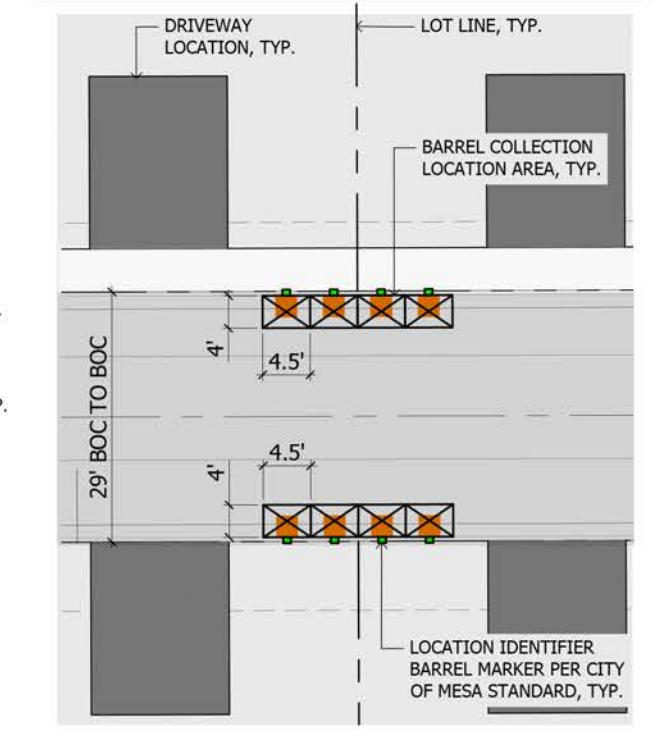 DRIVEWAY
LOCATION, TYP.
LOT LINE, TYP.
BARREL COLLECTION
LOCATION AREA, TYP.
4'
4.5'
29' BOC TO BOC
P.
4'
4.5'
LOCATION IDENTIFIER
BARREL MARKER PER CITY
OF MESA STANDARD, TYP.